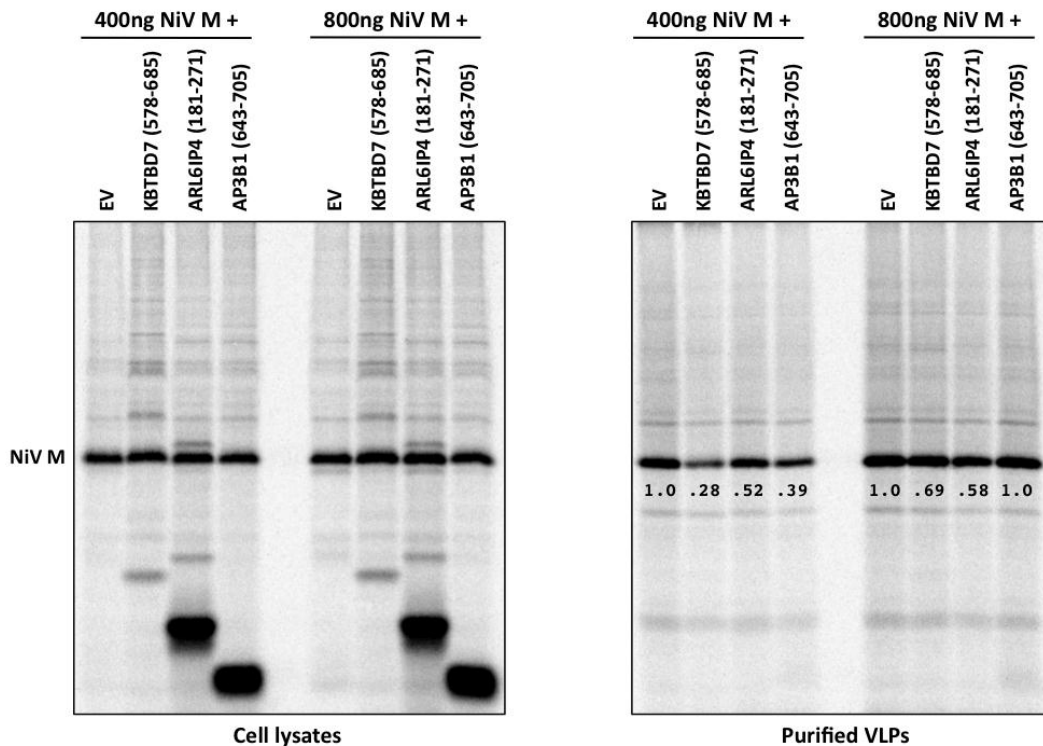 400ng NiV M +
800ng NiV M +
400ng NiV M +
800ng NiV M +
EV
KBTBD7 (578-685)
ARL6IP4 (181-271)
AP3B1 (643-705)
EV
KBTBD7 (578-685)
ARL6IP4 (181-271)
AP3B1 (643-705)
EV
KBTBD7 (578-685)
ARL6IP4 (181-271)
AP3B1 (643-705)
EV
KBTBD7 (578-685)
ARL6IP4 (181-271)
AP3B1 (643-705)
NiV M
1.0 .28 .52 .39
1.0 .69 .58 1.0
Cell lysates
Purified VLPs